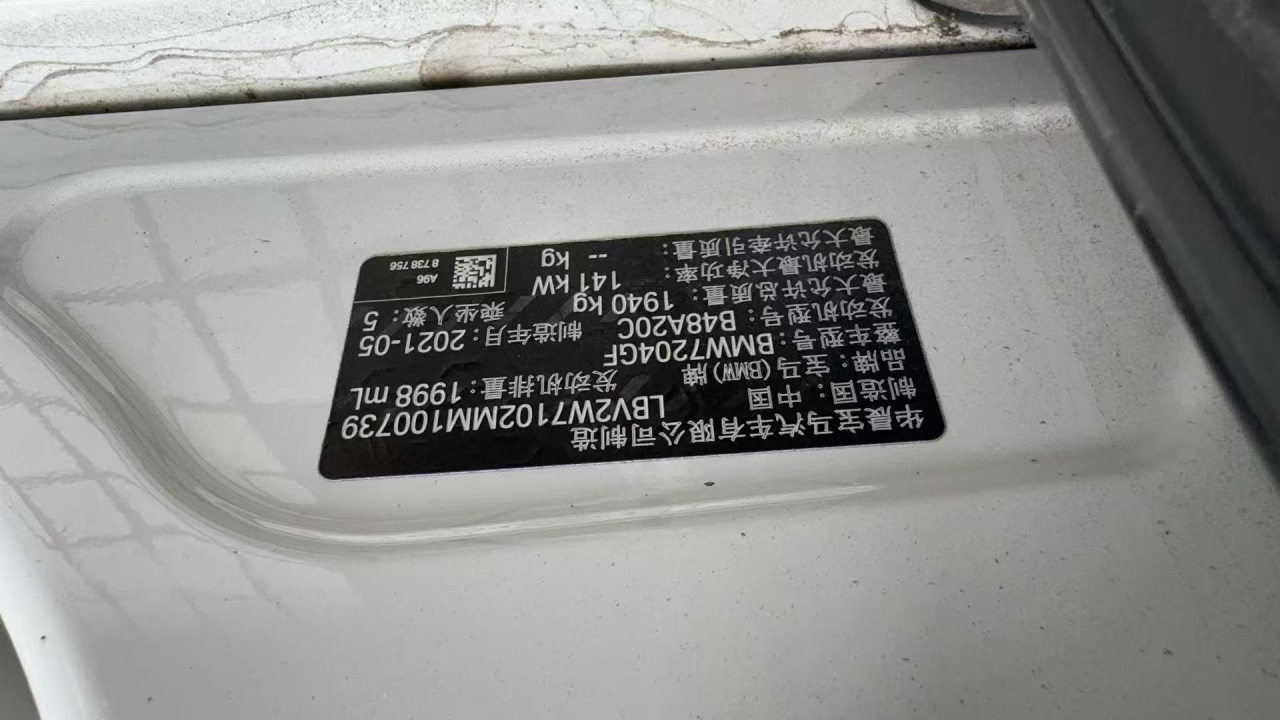 华晨宝马汽车有限公司制造
制造国：中国 LBV2W7102MM100739
品牌：宝马(BMW)牌 发动机排量：1998 mL
整车型号：BMW7204GF
发动机型号：B48A20C 制造年月：2021-05
最大允许总质量：1940 kg 乘坐人数：5
发动机最大净功率：141 kW
最大允许牵引质量：-- kg
A96
8 738 756